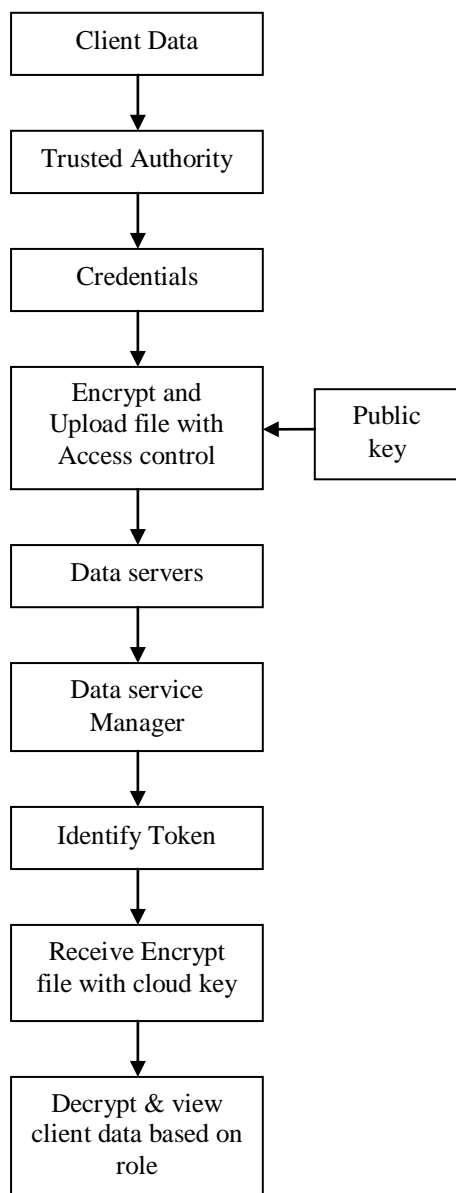 Client Data
Trusted Authority
Credentials
Encrypt and
Upload file with
Access control
Public
key
Data servers
Data service
Manager
Identify Token
Receive Encrypt
file with cloud key
Decrypt & view
client data based on
role